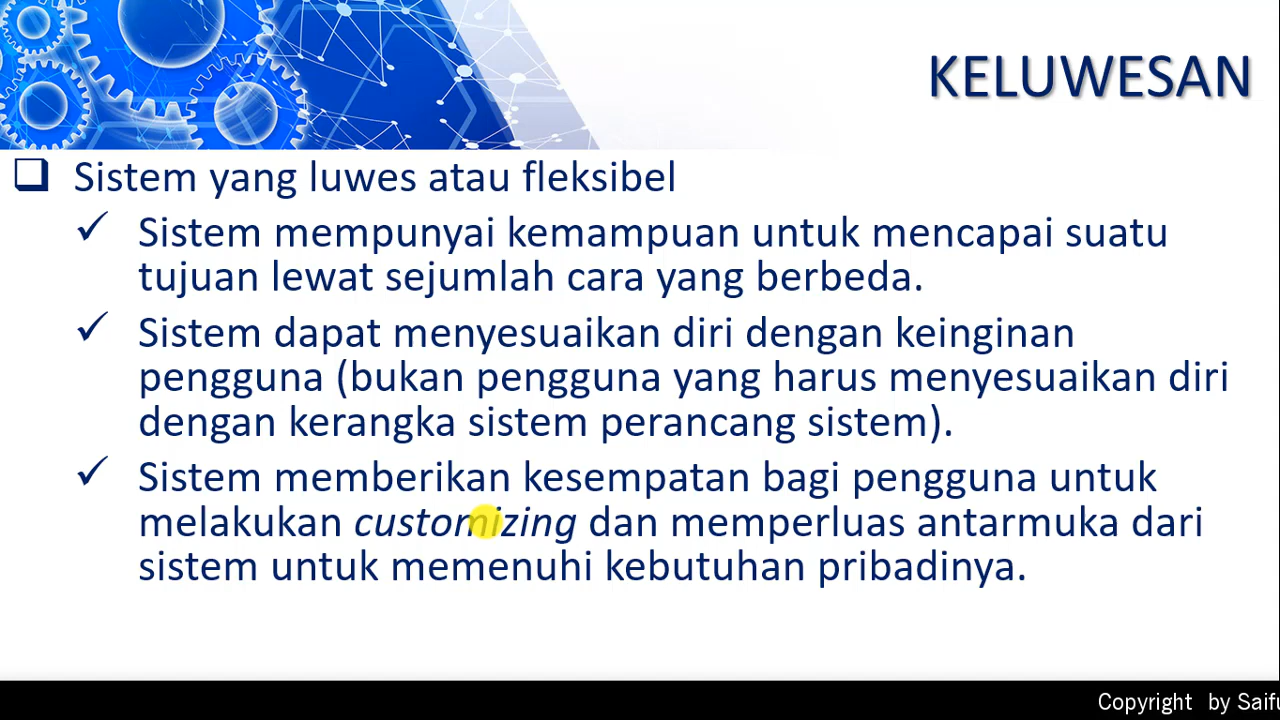 KELUWESAN
Sistem yang luwes atau fleksibel
Sistem mempunyai kemampuan untuk mencapai suatu
tujuan lewat sejumlah cara yang berbeda.
Sistem dapat menyesuaikan diri dengan keinginan
pengguna (bukan pengguna yang harus menyesuaikan diri
dengan kerangka sistem perancang sistem).
Sistem memberikan kesempatan bagi pengguna untuk
melakukan customizing dan memperluas antarmuka dari
sistem untuk memenuhi kebutuhan pribadinya.
Copyright by